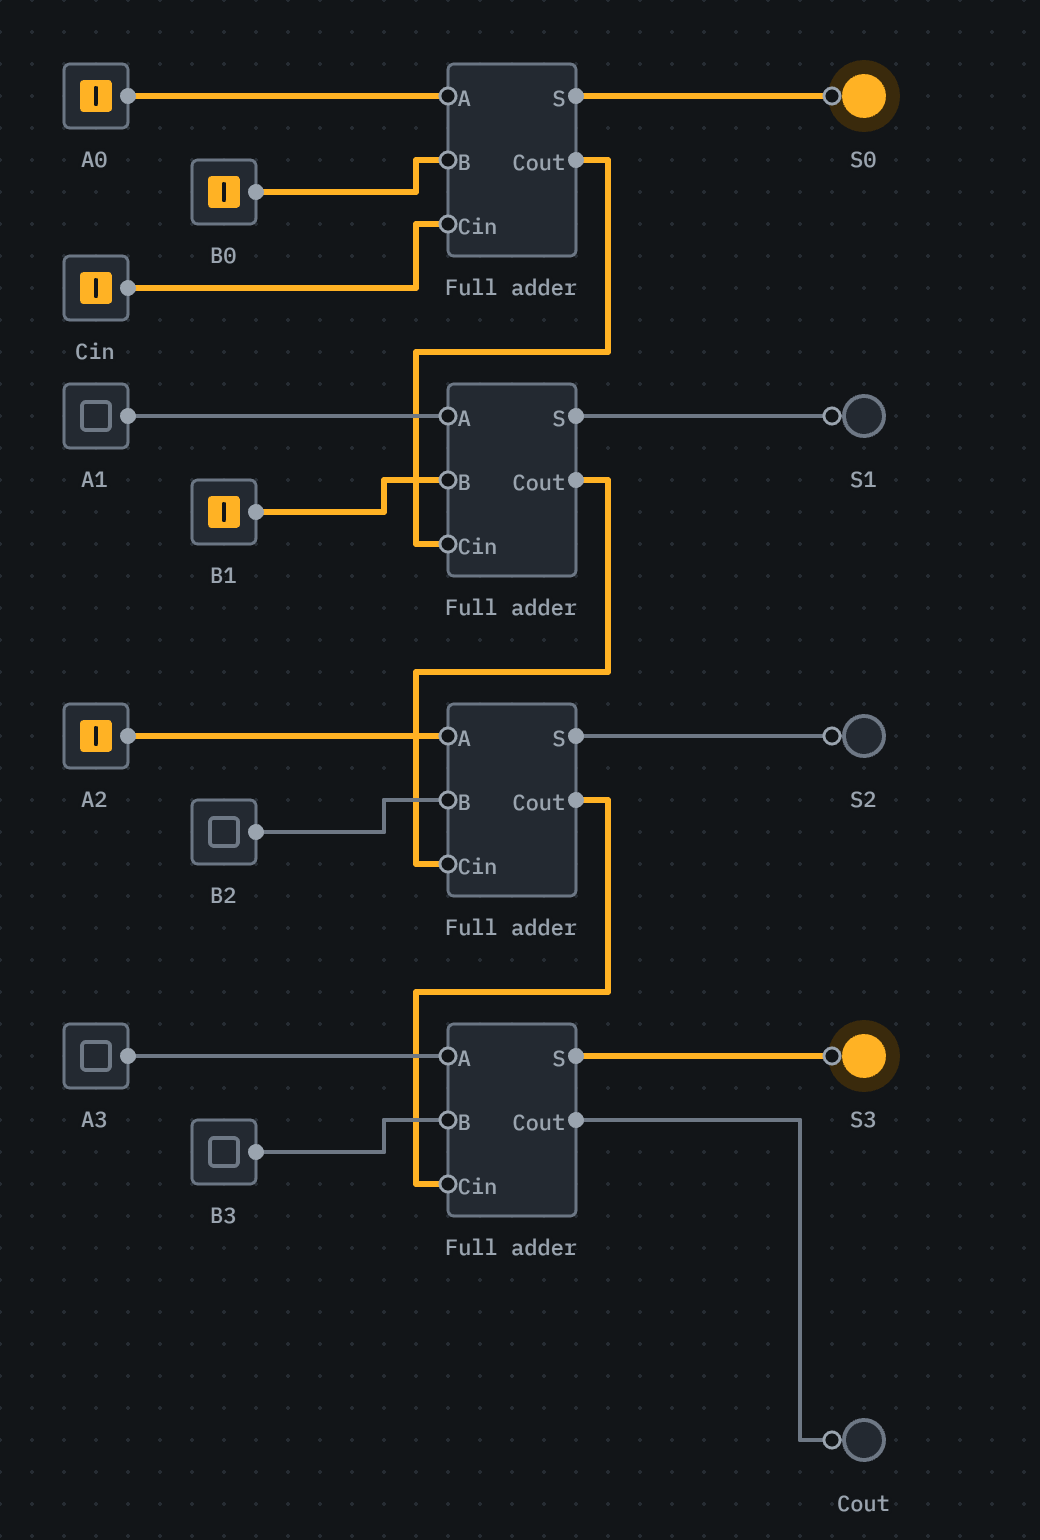 A
S
A0
S0
B
Cout
B0
Cin
Full adder
Cin
A
S
A1
S1
B
Cout
B1
Cin
Full adder
A
S
A2
S2
B
Cout
B2
Cin
Full adder
A
S
A3
S3
B
Cout
B3
Cin
Full adder
Cout